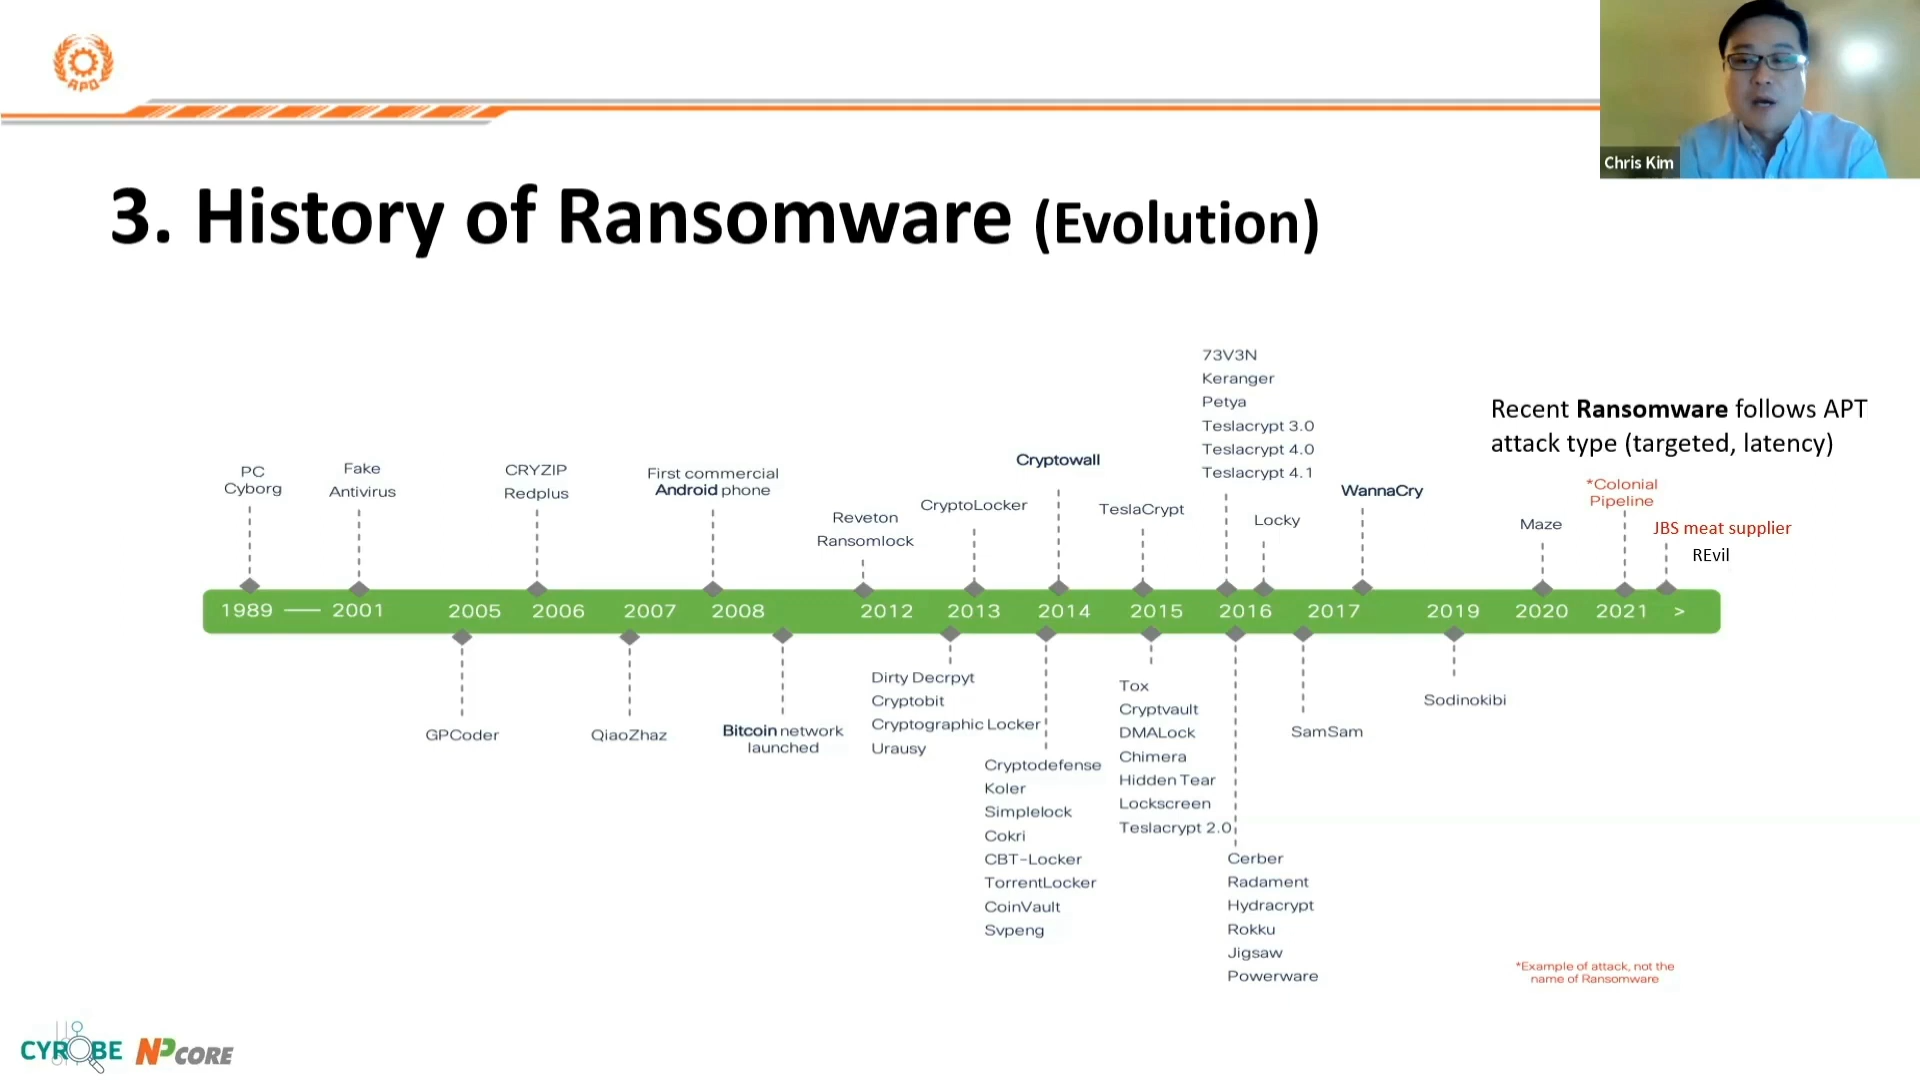 APO
Chris Kim
3. History of Ransomware (Evolution)
Recent Ransomware follows APT
attack type (targeted, latency)
PC
Cyborg
Fake
Antivirus
CRYZIP
Redplus
First commercial
Android phone
Reveton
Ransomlock
CryptoLocker
Cryptowall
TeslaCrypt
73V3N
Keranger
Petya
Teslacrypt 3.0
Teslacrypt 4.0
Teslacrypt 4.1
Locky
WannaCry
Maze
*Colonial
Pipeline
JBS meat supplier
REvil
1989 2001 2005 2006 2007 2008 2012 2013 2014 2015 2016 2017 2019 2020 2021 >
GPCoder
QiaoZhaz
Bitcoin network
launched
Dirty Decrpyt
Cryptobit
Cryptographic Locker
Urausy
Cryptodefense
Koler
Simplelock
Cokri
CBT-Locker
TorrentLocker
CoinVault
Svpeng
Tox
Cryptvault
DMALock
Chimera
Hidden Tear
Lockscreen
Teslacrypt 2.0
Cerber
Radament
Hydracrypt
Rokku
Jigsaw
Powerware
SamSam
Sodinokibi
*Example of attack, not the
name of Ransomware
CYROBE NPCORE